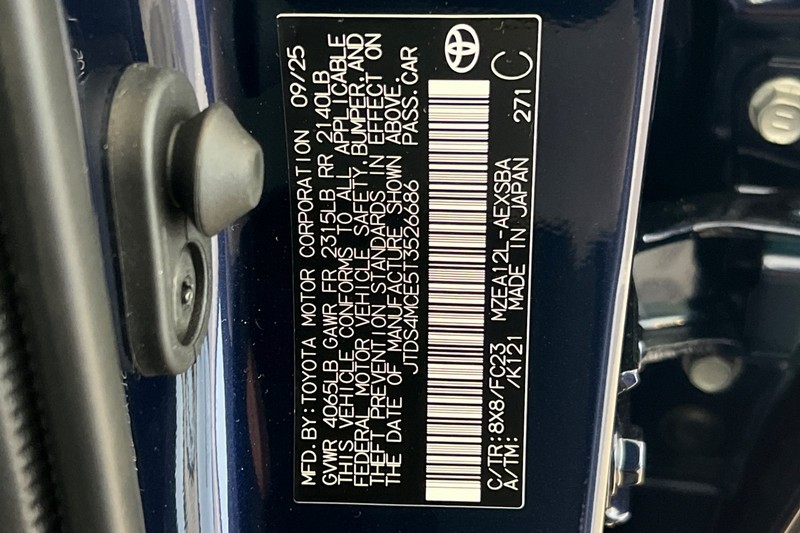 MFD. BY: TOYOTA MOTOR CORPORATION 09/25
GVWR 4065LB GAWR FR 2315LB RR 2140LB
THIS VEHICLE CONFORMS TO ALL APPLICABLE
FEDERAL MOTOR VEHICLE SAFETY, BUMPER, AND
THEFT PREVENTION STANDARDS IN EFFECT ON
THE DATE OF MANUFACTURE SHOWN ABOVE.
JTDS4MCE5T3526686 PASS. CAR
C/TR: 8X8/FC23 MZEA12L-AEXSBA 271 C
A/TM: /K121 MADE IN JAPAN